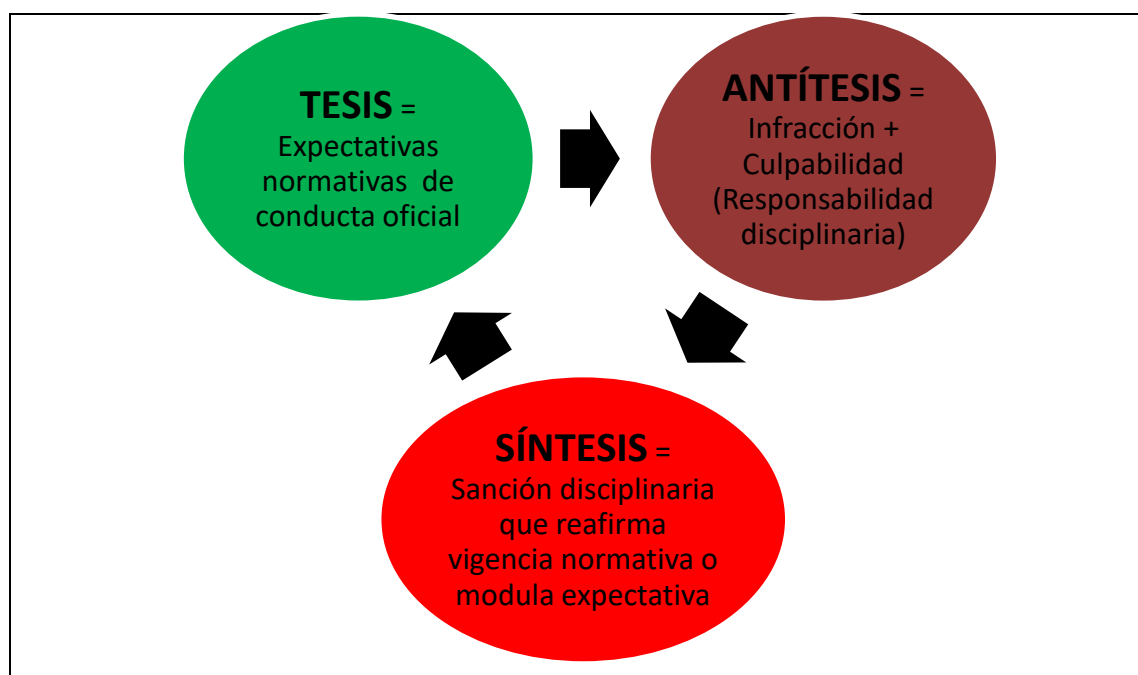 TESIS =
Expectativas
normativas de
conducta oficial
ANTÍTESIS =
Infracción +
Culpabilidad
(Responsabilidad
disciplinaria)
SÍNTESIS =
Sanción disciplinaria
que reafirma
vigencia normativa o
modula expectativa